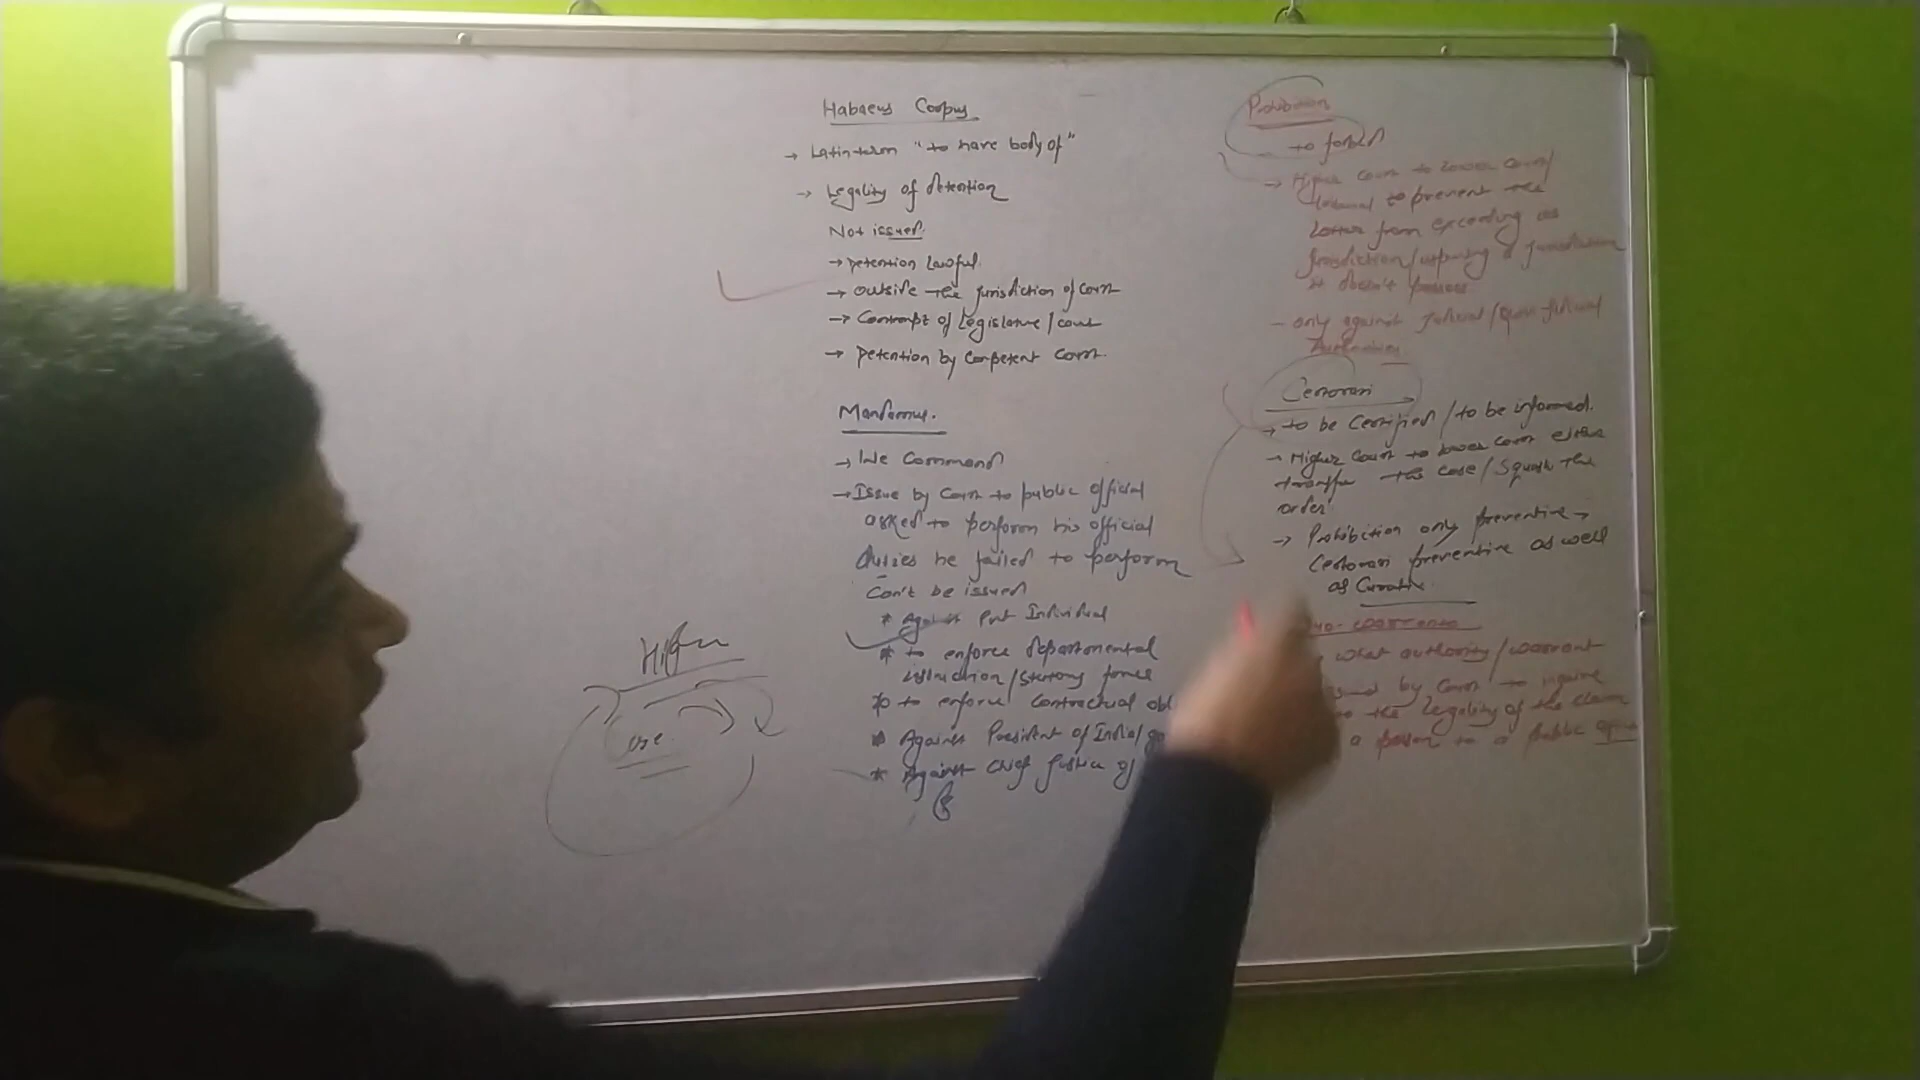 Habaeus Corpus
→ Latin term "to have body of"
→ Legality of detention
Not issued
→ Detention lawful
→ outside the jurisdiction of court
→ Contempt of Legislature / court
→ Detention by Competent Court.
Mandamus.
→ We Command
→ Issue by Court to public official
asked to perform his official
duties he failed to perform
Can't be issued
* Against Pvt Individual
* to enforce departmental
instruction / Statutory force
* to enforce Contractual obl
* Against President of India / go
* Against Chief Justice of
Higher
Prohibition
→ to forbid
→ Higher court to lower court /
tribunal to prevent the
latter from exceeding its
jurisdiction / usurping a jurisdiction
it doesn't possess
- only against Judicial / Quasi Judicial
Authorities.
Certorari
→ to be Certified / to be informed.
→ Higher Court to lower court either
transfer the case / Squash the
order
→ Prohibition only preventive →
Certorari preventive as well
as Curative.
uo-warranto
what authority / warrant
sued by Court to inquire
to the legality of the claim
a person to a public office